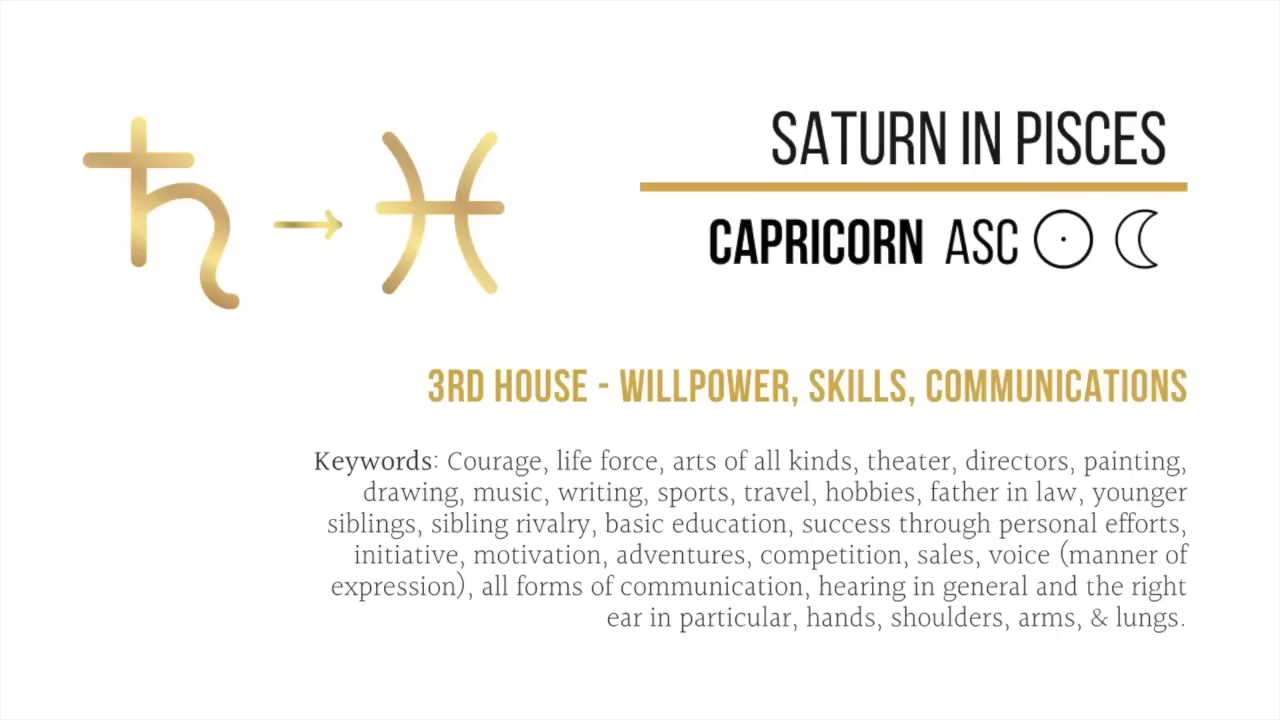 SATURN IN PISCES
CAPRICORN ASC
3RD HOUSE - WILLPOWER, SKILLS, COMMUNICATIONS
Keywords: Courage, life force, arts of all kinds, theater, directors, painting,
drawing, music, writing, sports, travel, hobbies, father in law, younger
siblings, sibling rivalry, basic education, success through personal efforts,
initiative, motivation, adventures, competition, sales, voice (manner of
expression), all forms of communication, hearing in general and the right
ear in particular, hands, shoulders, arms, & lungs.